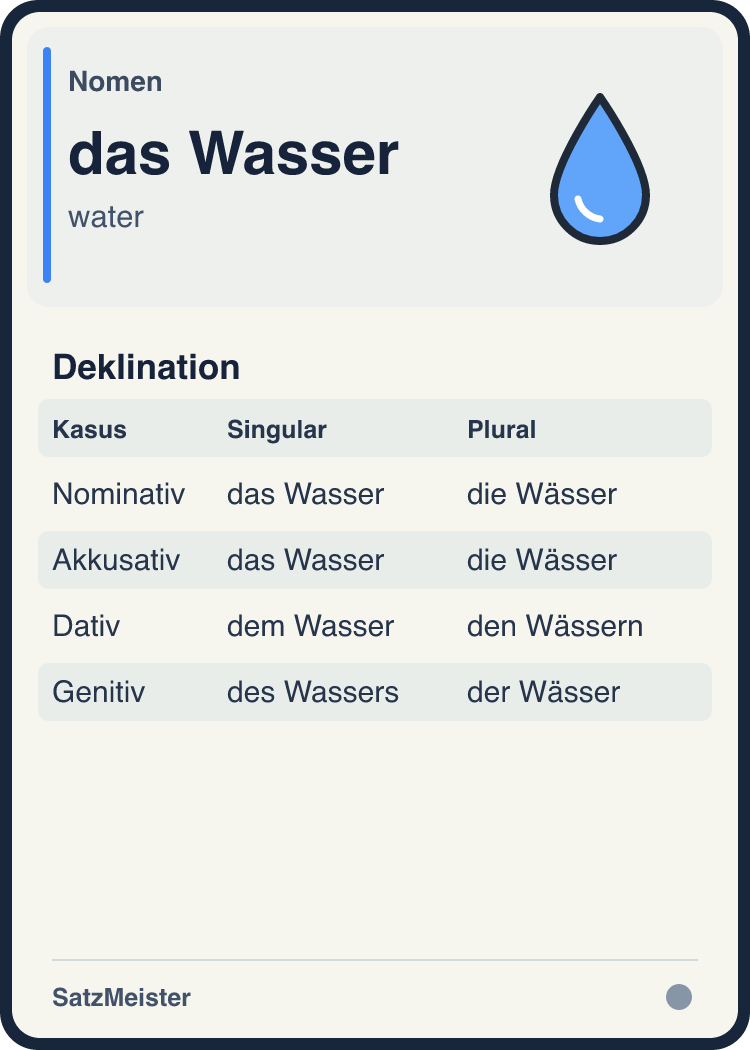 Nomen
das Wasser
water
Deklination
Kasus Singular Plural
Nominativ das Wasser die Wässer
Akkusativ das Wasser die Wässer
Dativ dem Wasser den Wässern
Genitiv des Wassers der Wässer
SatzMeister